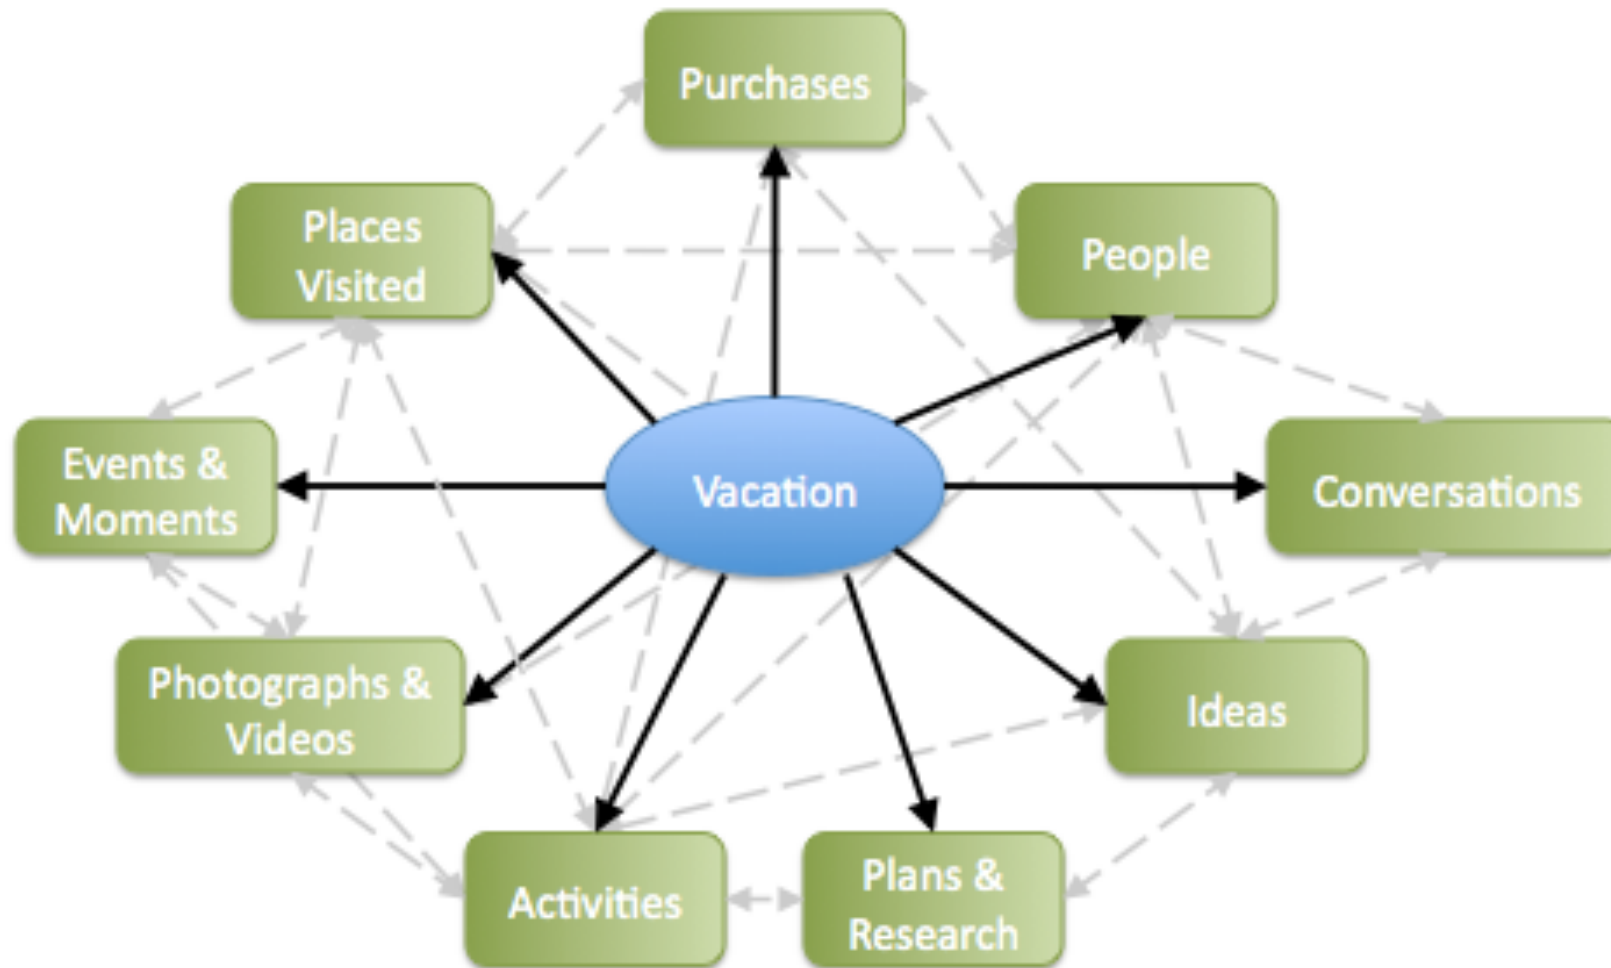 Purchases
Places
Visited
People
Events &
Moments
Vacation
Conversations
Photographs &
Videos
Ideas
Activities
Plans &
Research